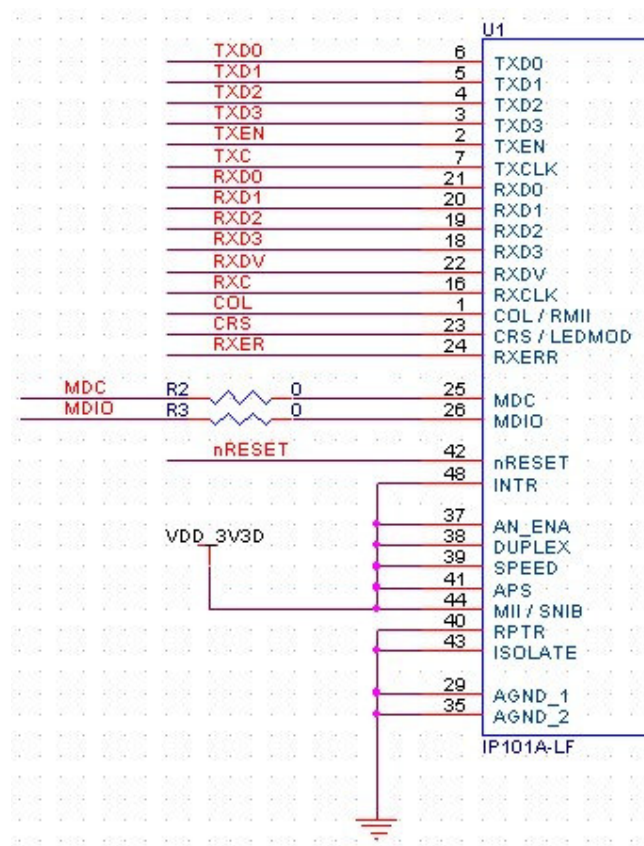 U1
TXD0 6 TXD0
TXD1 5 TXD1
TXD2 4 TXD2
TXD3 3 TXD3
TXEN 2 TXEN
TXC 7 TXCLK
RXD0 21 RXD0
RXD1 20 RXD1
RXD2 19 RXD2
RXD3 18 RXD3
RXDV 22 RXDV
RXC 16 RXCLK
COL 1 COL / RMII
CRS 23 CRS / LEDMOD
RXER 24 RXERR
MDC R2 0 25 MDC
MDIO R3 0 26 MDIO
nRESET 42 nRESET
48 INTR
37 AN_ENA
VDD_3V3D 38 DUPLEX
39 SPEED
41 APS
44 MII / SNIB
40 RPTR
43 ISOLATE
29 AGND_1
35 AGND_2
IP101A-LF